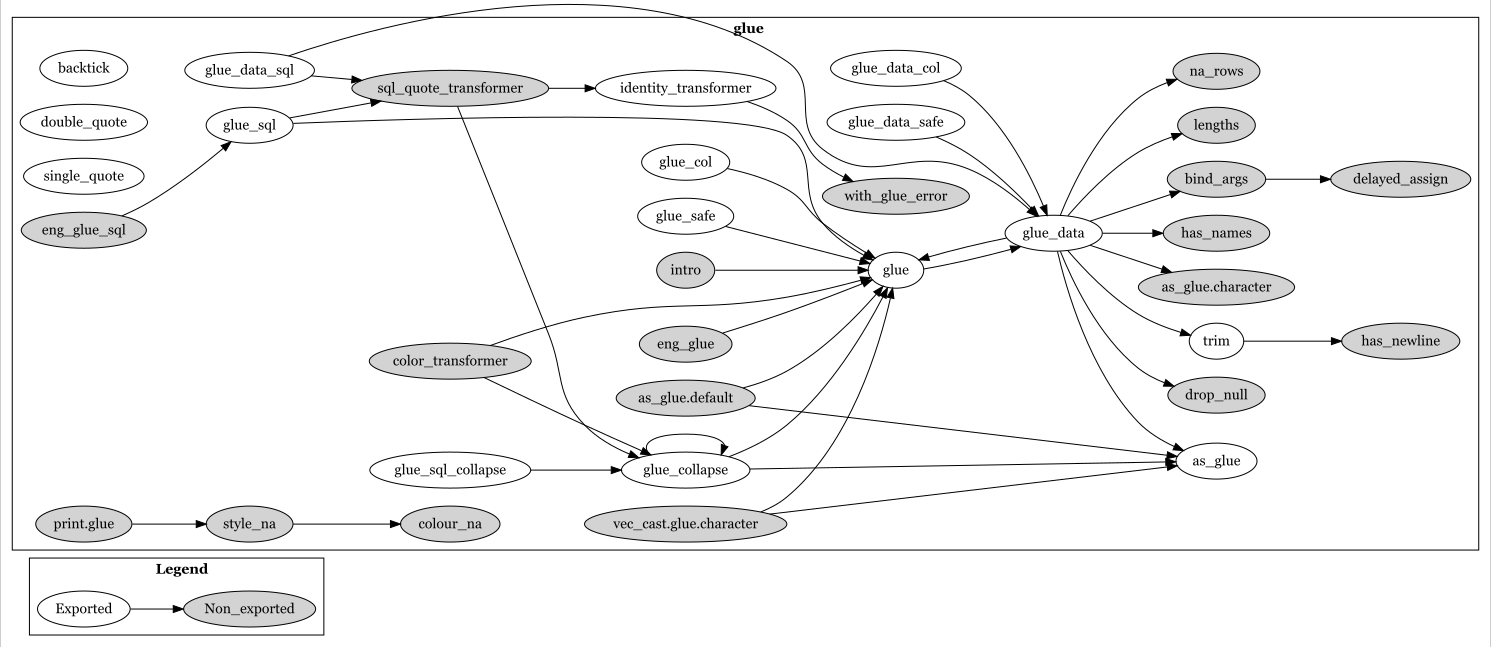 glue
backtick
glue_data_sql
glue_data_col
na_rows
sql_quote_transformer
identity_transformer
double_quote
glue_sql
glue_data_safe
lengths
single_quote
glue_col
with_glue_error
bind_args
delayed_assign
eng_glue_sql
glue_safe
glue_data
has_names
intro
glue
as_glue.character
color_transformer
eng_glue
trim
has_newline
as_glue.default
drop_null
glue_sql_collapse
glue_collapse
as_glue
print.glue
style_na
colour_na
vec_cast.glue.character
Legend
Exported
Non_exported